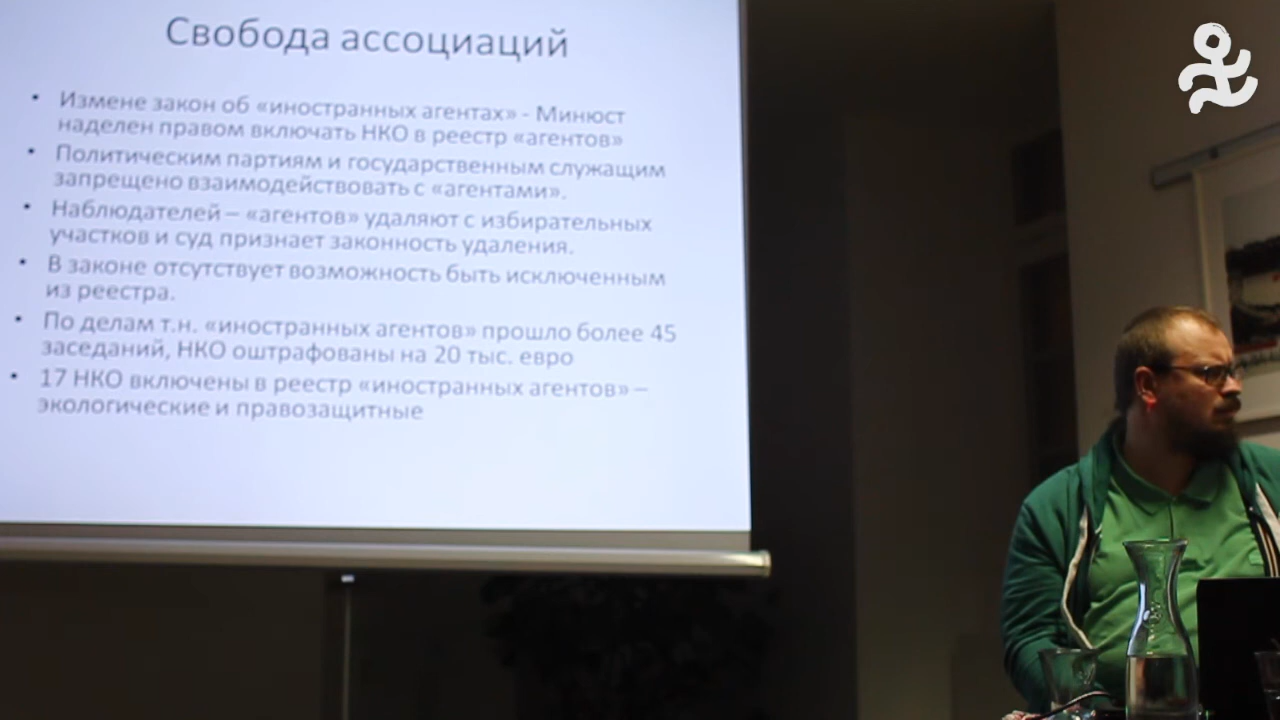 Свобода ассоциаций
• Измене закон об «иностранных агентах» - Минюст
наделен правом включать НКО в реестр «агентов»
• Политическим партиям и государственным служащим
запрещено взаимодействовать с «агентами».
• Наблюдателей – «агентов» удаляют с избирательных
участков и суд признает законность удаления.
• В законе отсутствует возможность быть исключенным
из реестра.
• По делам т.н. «иностранных агентов» прошло более 45
заседаний, НКО оштрафованы на 20 тыс. евро
• 17 НКО включены в реестр «иностранных агентов» –
экологические и правозащитные